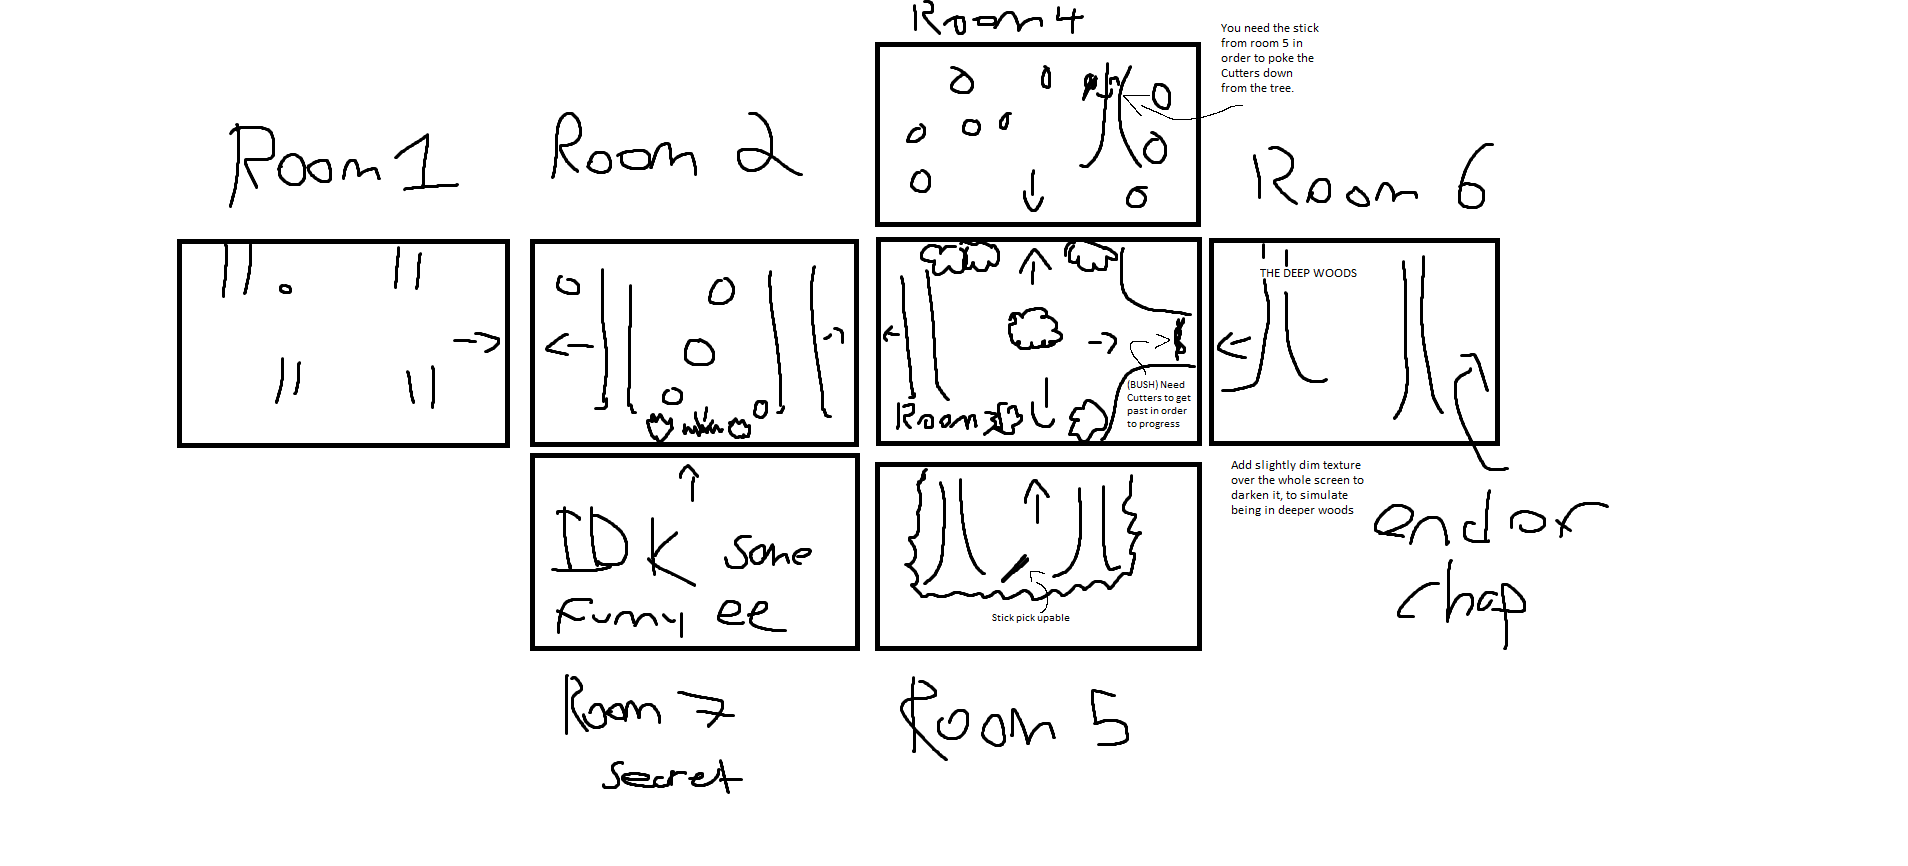 Room 4
You need the stick
from room 5 in
order to poke the
Cutters down
from the tree.
Room 1
Room 2
Room 6
THE DEEP WOODS
(BUSH) Need
Cutters to get
past in order
to progress
Room 3
IDK some
Funny ee
Stick pick upable
Add slightly dim texture
over the whole screen to
darken it, to simulate
being in deeper woods
end of
chap
Room 7
secret
Room 5